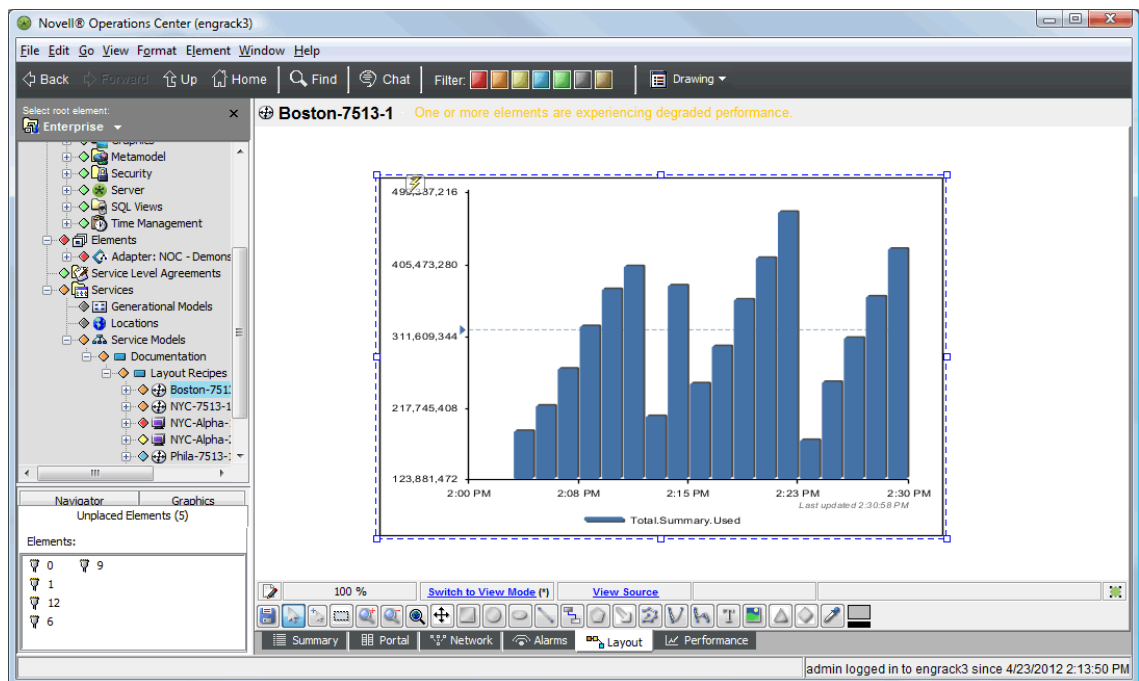 Novell® Operations Center (engrack3)
File Edit Go View Format Element Window Help
Back Forward Up Home Find Chat Filter: Drawing
Select root element:
Enterprise
Graphics
Metamodel
Security
Server
SQL Views
Time Management
Elements
Adapter: NOC - Demons
Service Level Agreements
Services
Generational Models
Locations
Service Models
Documentation
Layout Recipes
Boston-751
NYC-7513-1
NYC-Alpha-
NYC-Alpha-
Phila-7513-
Navigator Graphics
Unplaced Elements (5)
Elements:
0 9
1
12
6
Boston-7513-1 One or more elements are experiencing degraded performance.
405,473,280
311,609,344
217,745,408
123,881,472
2:00 PM 2:08 PM 2:15 PM 2:23 PM 2:30 PM
Last updated 2:30:58 PM
Total.Summary.Used
100 % Switch to View Mode (*) View Source
Summary Portal Network Alarms Layout Performance
admin logged in to engrack3 since 4/23/2012 2:13:50 PM